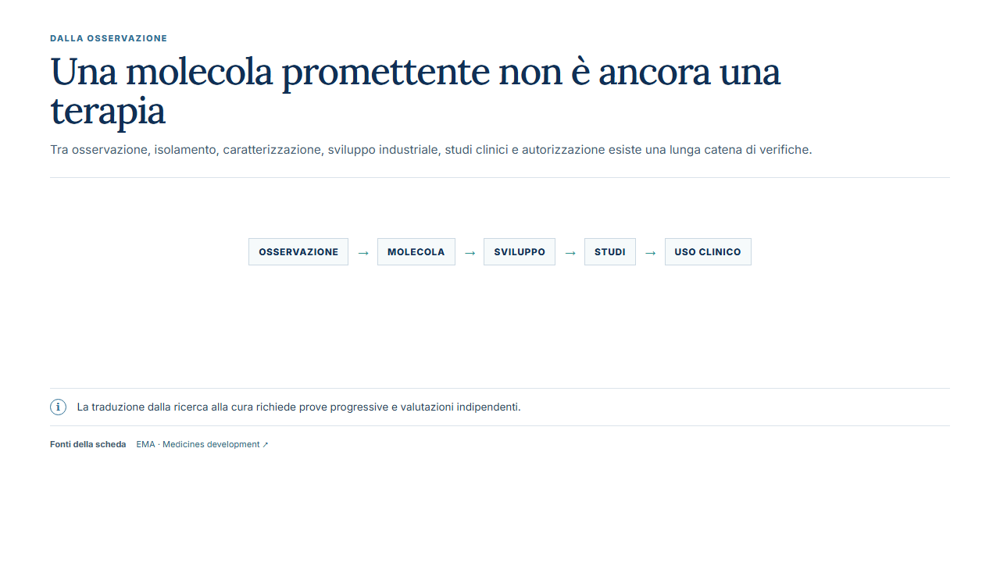 DALLA OSSERVAZIONE
Una molecola promettente non è ancora una
terapia
Tra osservazione, isolamento, caratterizzazione, sviluppo industriale, studi clinici e autorizzazione esiste una lunga catena di verifiche.
OSSERVAZIONE → MOLECOLA → SVILUPPO → STUDI → USO CLINICO
i La traduzione dalla ricerca alla cura richiede prove progressive e valutazioni indipendenti.
Fonti della scheda EMA · Medicines development ↗